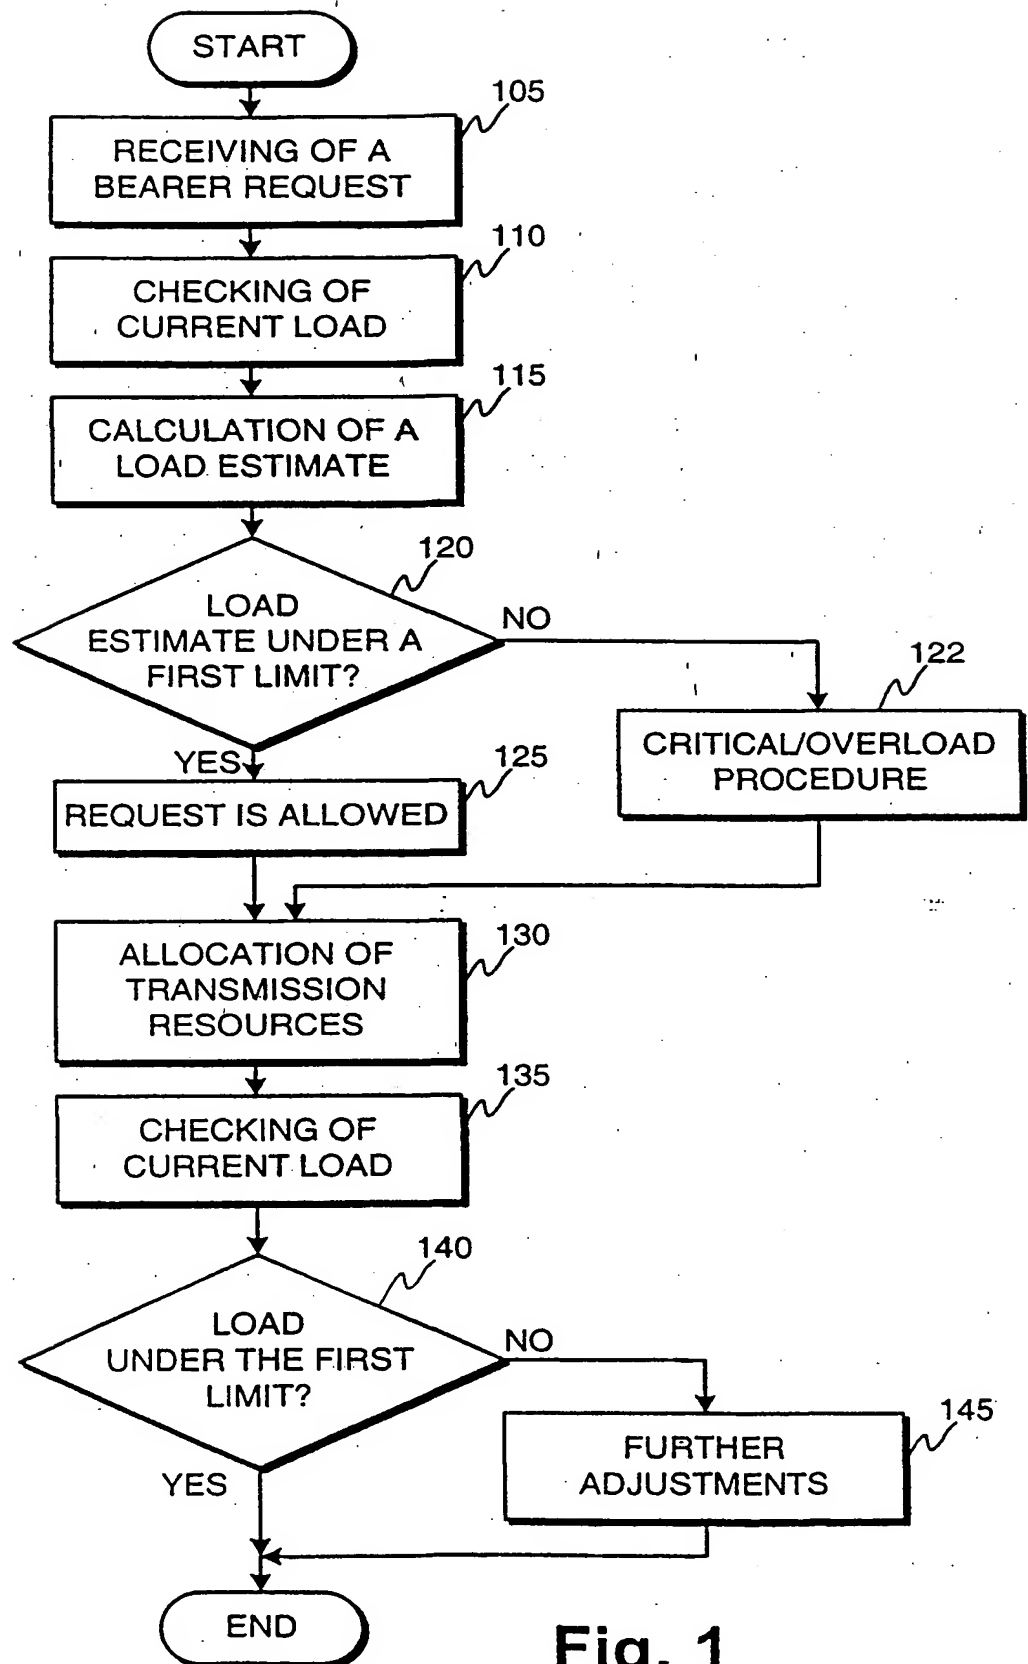 START
105
RECEIVING OF A
BEARER REQUEST
110
CHECKING OF
CURRENT LOAD
115
CALCULATION OF A
LOAD ESTIMATE
120
LOAD
ESTIMATE UNDER A
FIRST LIMIT?
NO
122
CRITICAL/OVERLOAD
PROCEDURE
YES
125
REQUEST IS ALLOWED
130
ALLOCATION OF
TRANSMISSION
RESOURCES
135
CHECKING OF
CURRENT LOAD
140
LOAD
UNDER THE FIRST
LIMIT?
NO
145
FURTHER
ADJUSTMENTS
YES
END
Fig. 1